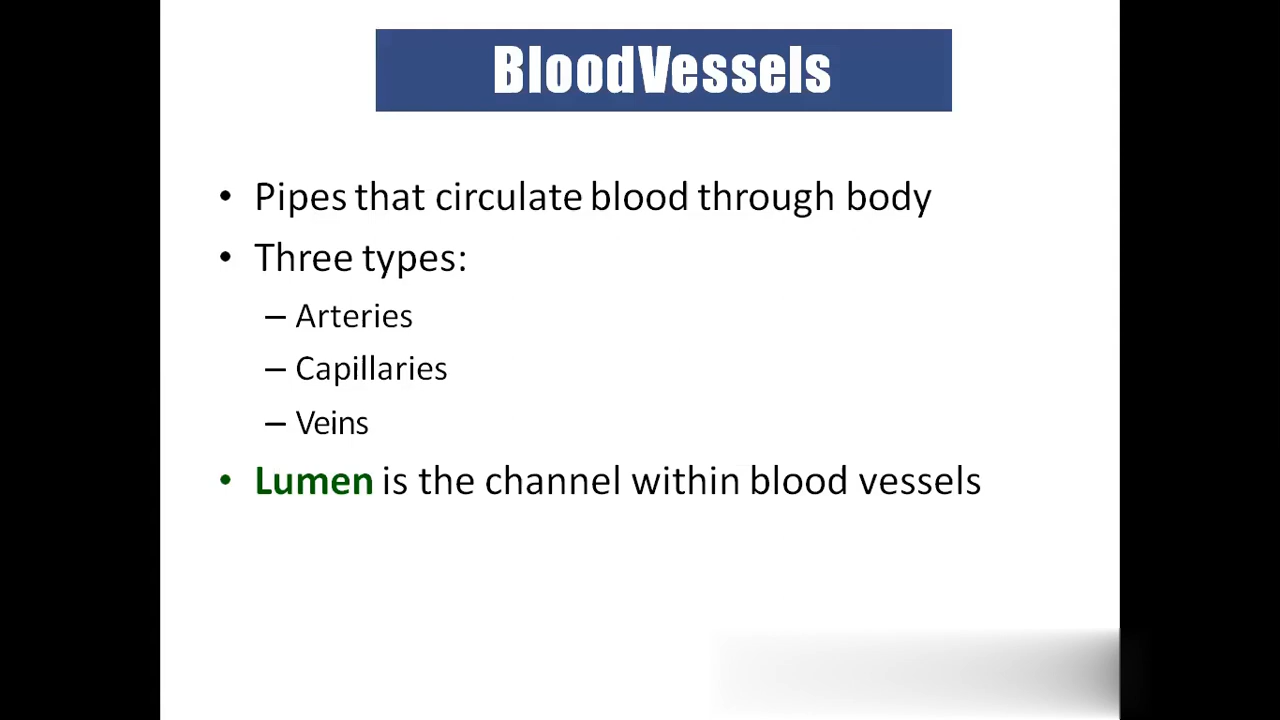 BloodVessels
• Pipes that circulate blood through body
• Three types:
– Arteries
– Capillaries
– Veins
• Lumen is the channel within blood vessels